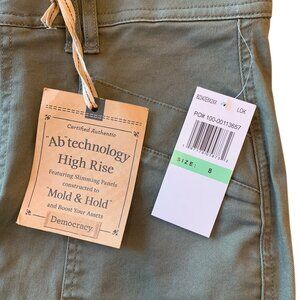 Certified Authentic
"Ab"technology
High Rise
Featuring Slimming Panels
constructed to
"Mold & Hold"
and Boost Your Assets
Democracy
LOK
PO# 100-00113657
SIZE: 8